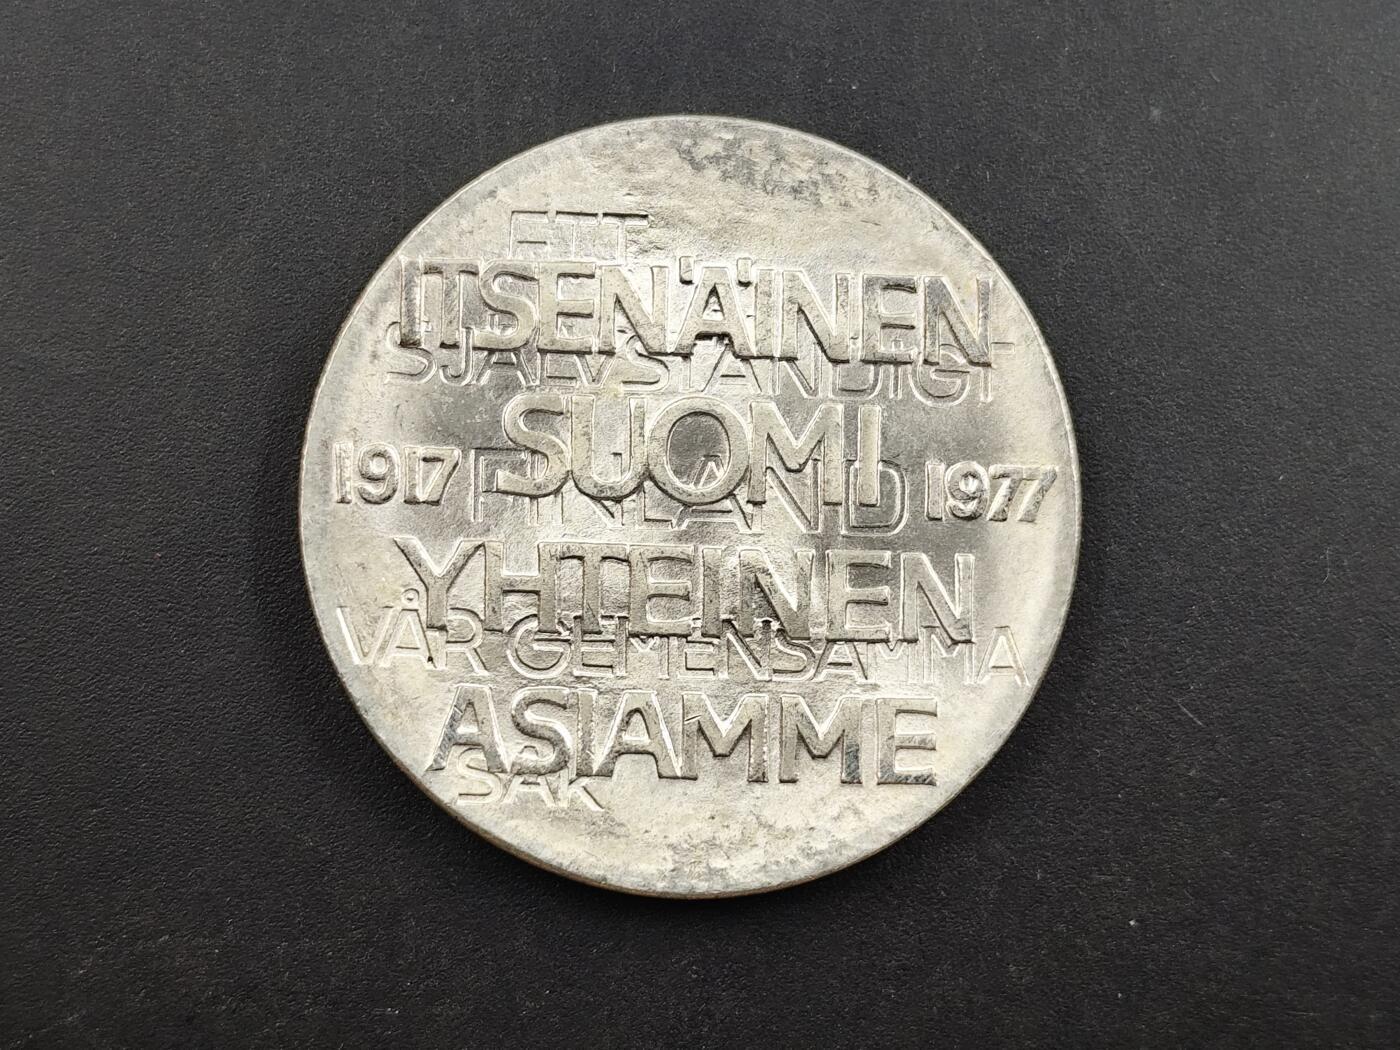 ETT
ITSENÄINEN
SJÄLVSTÄNDIGT
SUOMI
1917 FINLAND 1977
YHTEINEN
VÅR GEMENSAMMA
ASIAMME
SAK